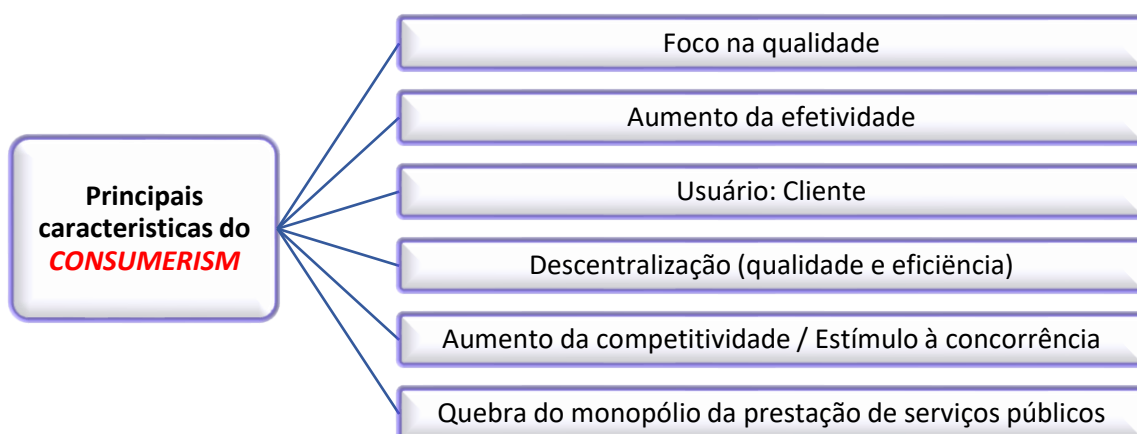 Principais
caracteristicas do
CONSUMERISM
Foco na qualidade
Aumento da efetividade
Usuário: Cliente
Descentralização (qualidade e eficiëncia)
Aumento da competitividade / Estímulo à concorrência
Quebra do monopólio da prestação de serviços públicos